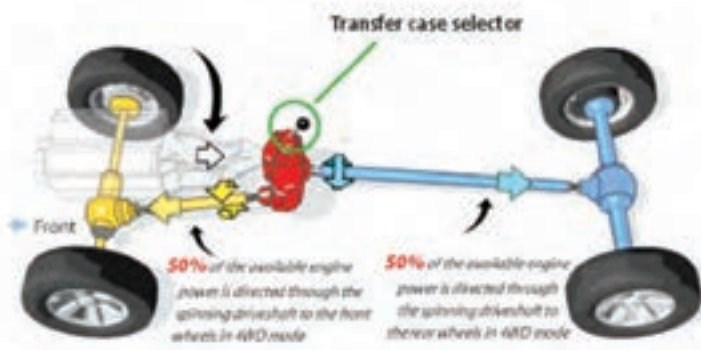 Transfer case selector
Front
50% of the available engine
power is directed through the
spinning driveshaft to the front
wheels in 4WD mode
50% of the available engine
power is directed through
the spinning driveshaft to
the rear wheels in 4WD mode